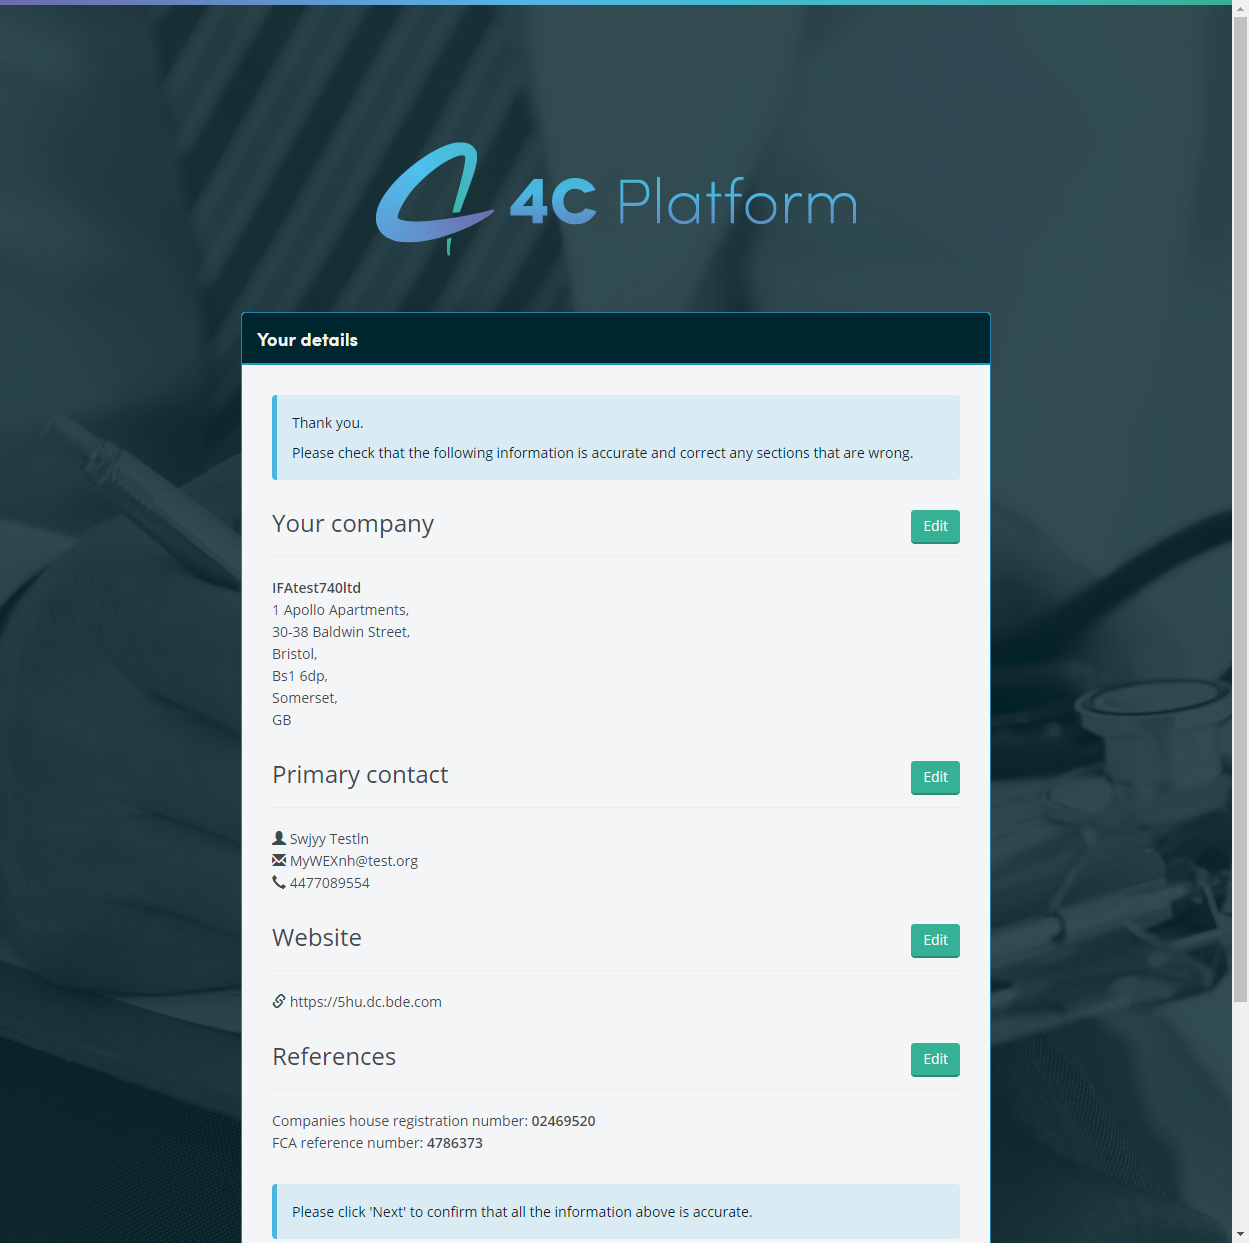 4C Platform
Your details
Thank you.
Please check that the following information is accurate and correct any sections that are wrong.
Your company
Edit
IFAtest740ltd
1 Apollo Apartments,
30-38 Baldwin Street,
Bristol,
Bs1 6dp,
Somerset,
GB
Primary contact
Edit
Swjyy Testln
MyWEXnh@test.org
4477089554
Website
Edit
https://5hu.dc.bde.com
References
Edit
Companies house registration number: 02469520
FCA reference number: 4786373
Please click 'Next' to confirm that all the information above is accurate.